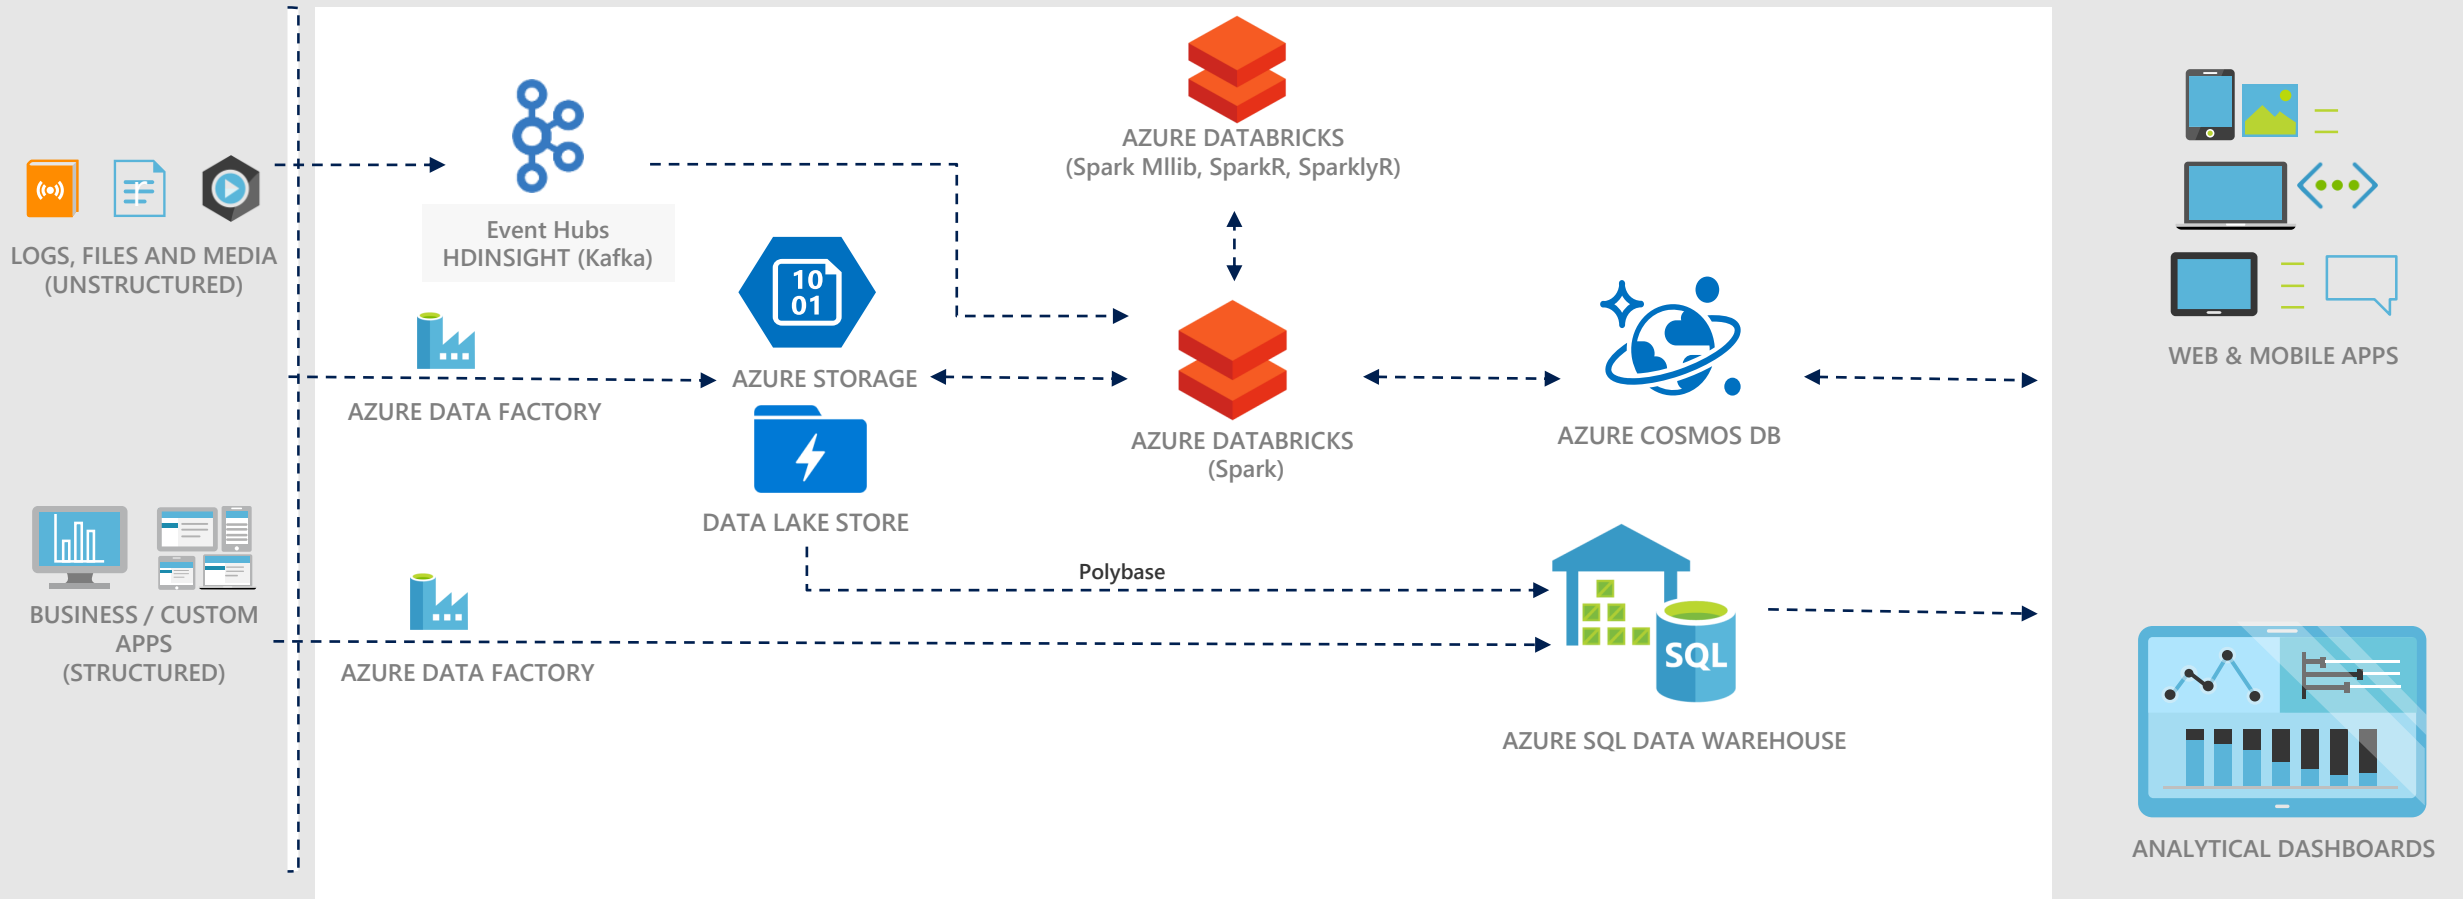 LOGS, FILES AND MEDIA
(UNSTRUCTURED)
BUSINESS / CUSTOM
APPS
(STRUCTURED)
Event Hubs
HDINSIGHT (Kafka)
AZURE DATA FACTORY
AZURE DATA FACTORY
10
01
AZURE STORAGE
DATA LAKE STORE
AZURE DATABRICKS
(Spark Mllib, SparkR, SparklyR)
AZURE DATABRICKS
(Spark)
Polybase
AZURE COSMOS DB
SQL
AZURE SQL DATA WAREHOUSE
WEB & MOBILE APPS
ANALYTICAL DASHBOARDS